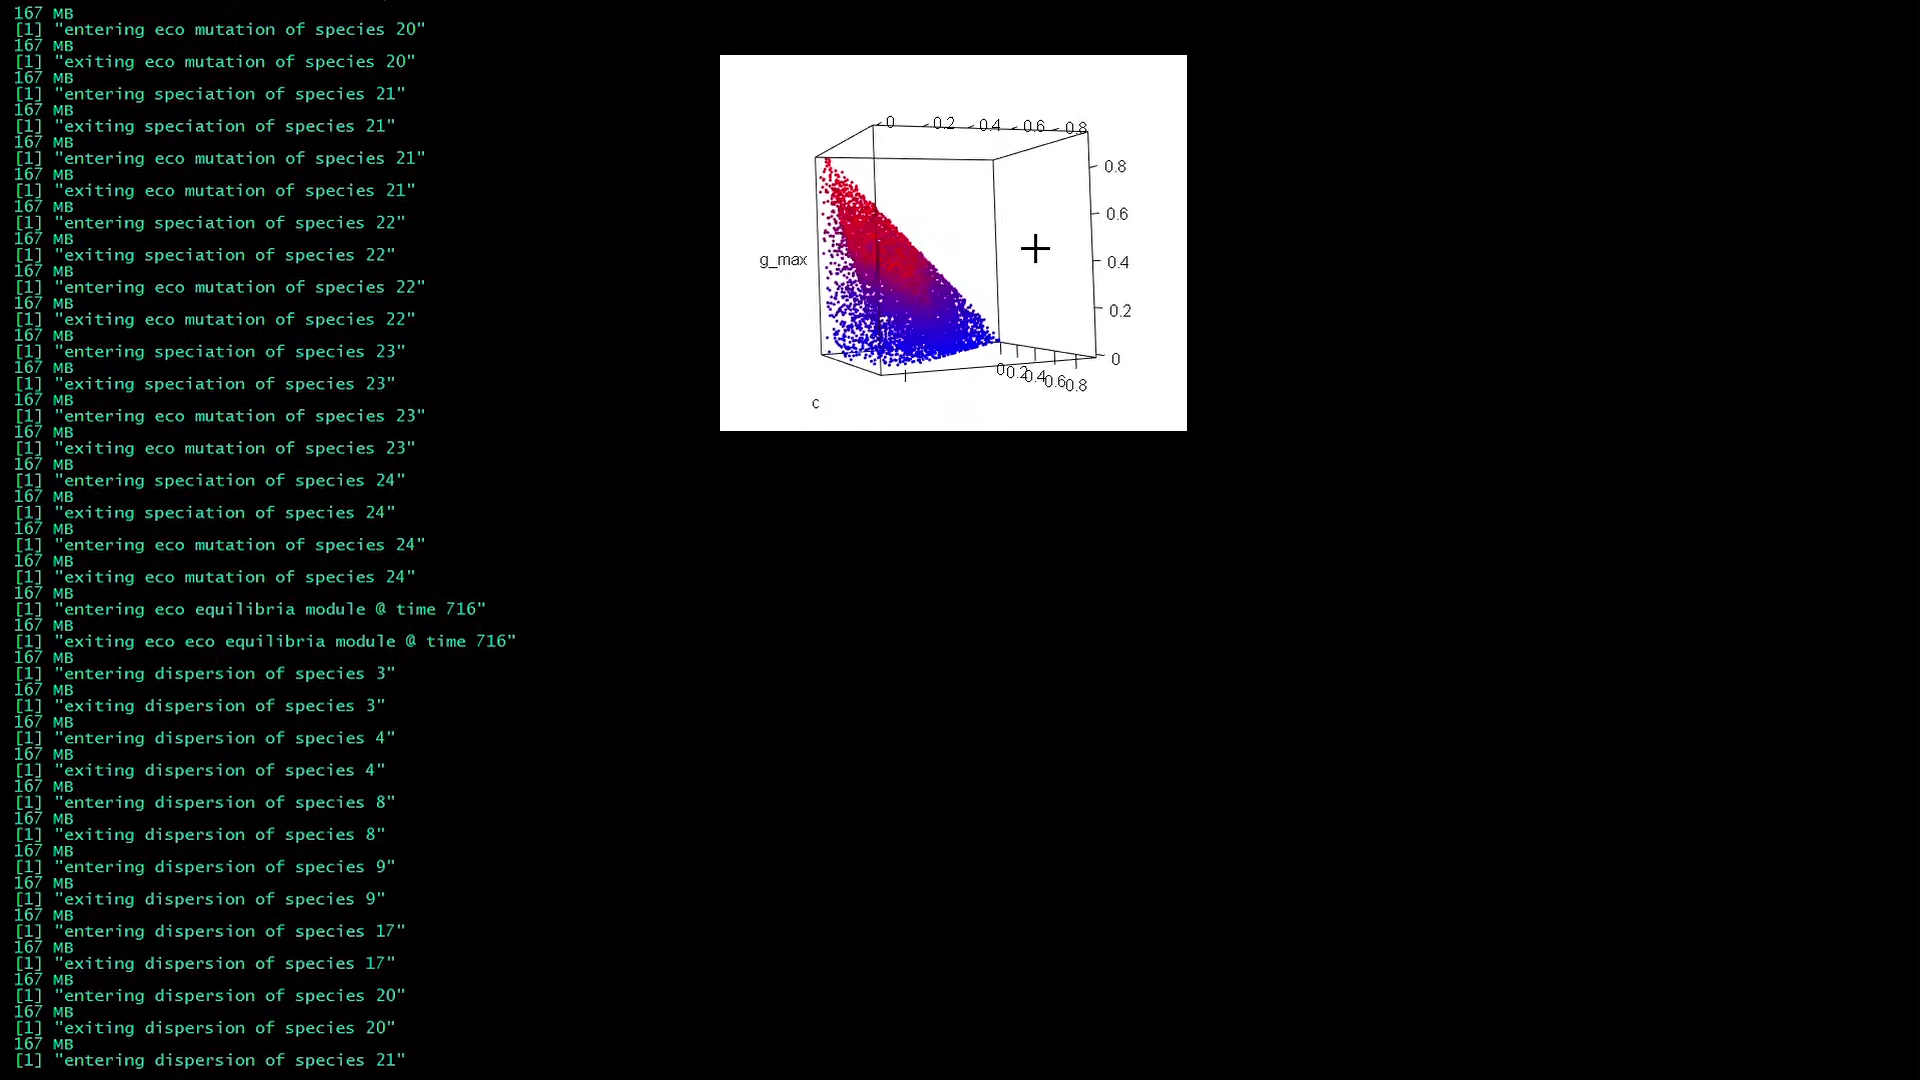 167 MB
[1] "entering eco mutation of species 20"
167 MB
[1] "exiting eco mutation of species 20"
167 MB
[1] "entering speciation of species 21"
167 MB
[1] "exiting speciation of species 21"
167 MB
[1] "entering eco mutation of species 21"
167 MB
[1] "exiting eco mutation of species 21"
167 MB
[1] "entering speciation of species 22"
167 MB
[1] "exiting speciation of species 22"
167 MB
[1] "entering eco mutation of species 22"
167 MB
[1] "exiting eco mutation of species 22"
167 MB
[1] "entering speciation of species 23"
167 MB
[1] "exiting speciation of species 23"
167 MB
[1] "entering eco mutation of species 23"
167 MB
[1] "exiting eco mutation of species 23"
167 MB
[1] "entering speciation of species 24"
167 MB
[1] "exiting speciation of species 24"
167 MB
[1] "entering eco mutation of species 24"
167 MB
[1] "exiting eco mutation of species 24"
167 MB
[1] "entering eco equilibria module @ time 716"
167 MB
[1] "exiting eco eco equilibria module @ time 716"
167 MB
[1] "entering dispersion of species 3"
167 MB
[1] "exiting dispersion of species 3"
167 MB
[1] "entering dispersion of species 4"
167 MB
[1] "exiting dispersion of species 4"
167 MB
[1] "entering dispersion of species 8"
167 MB
[1] "exiting dispersion of species 8"
167 MB
[1] "entering dispersion of species 9"
167 MB
[1] "exiting dispersion of species 9"
167 MB
[1] "entering dispersion of species 17"
167 MB
[1] "exiting dispersion of species 17"
167 MB
[1] "entering dispersion of species 20"
167 MB
[1] "exiting dispersion of species 20"
167 MB
[1] "entering dispersion of species 21"
0 0.2 0.4 0.6 0.8
0.8
0.6
g_max
0.4
0.2
0
0 0.2 0.4 0.6 0.8
c